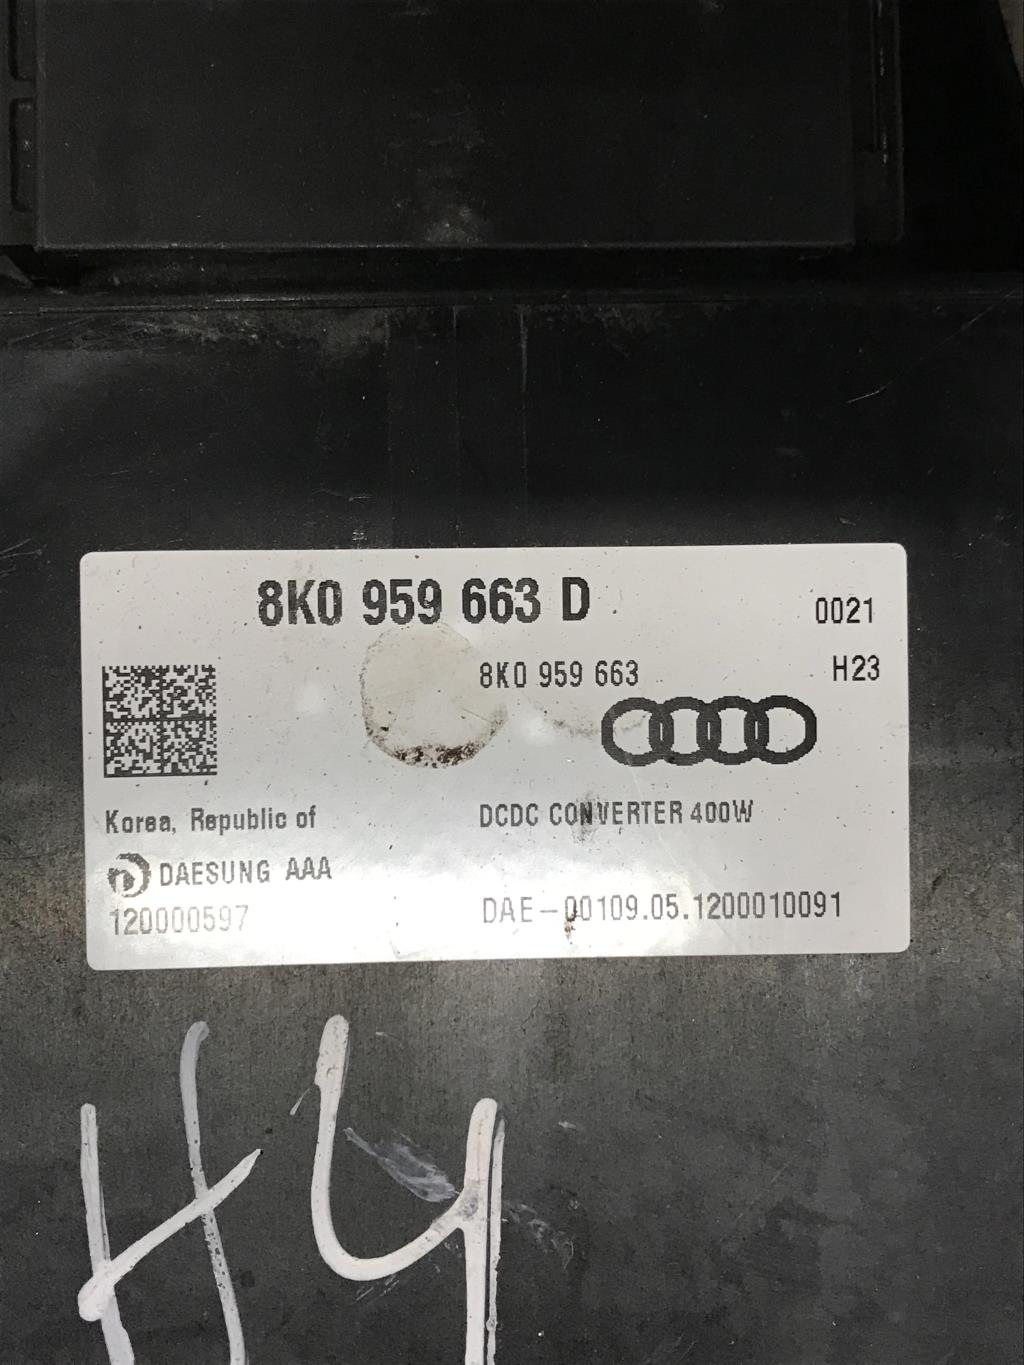 8K0 959 663 D
0021
8K0 959 663
H23
Korea, Republic of
DCDC CONVERTER 400W
DAESUNG AAA
120000597
DAE-00109.05.1200010091
H4